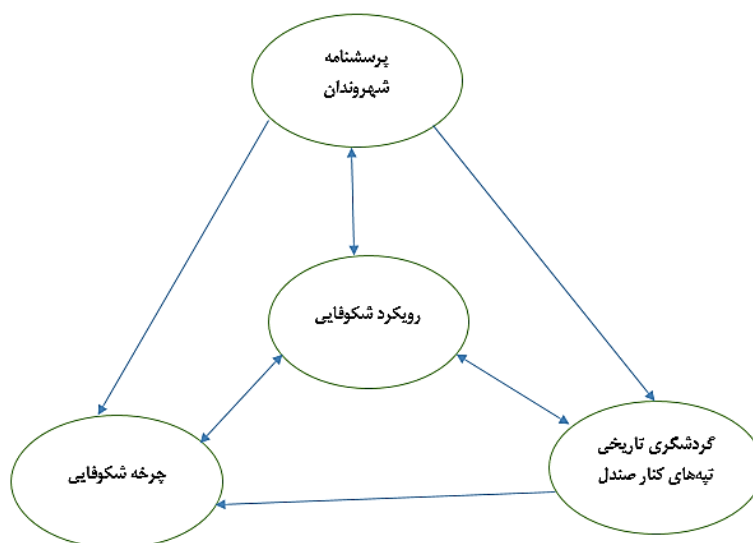 پرسشنامه
شهروندان
رویکرد شکوفایی
گردشگری تاریخی
تپه‌های کنار صندل
چرخه شکوفایی